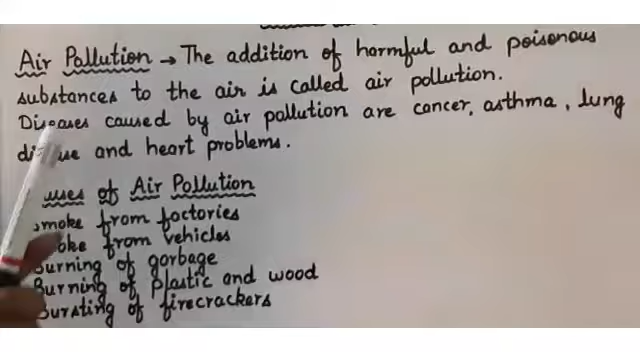 Air Pollution → The addition of harmful and poisonous
substances to the air is called air pollution.
Diseases caused by air pollution are cancer, asthma, lung
and heart problems.
of Air Pollution
smoke from factories
from vehicles
Burning of garbage
Burning of plastic and wood
Bursting of firecrackers